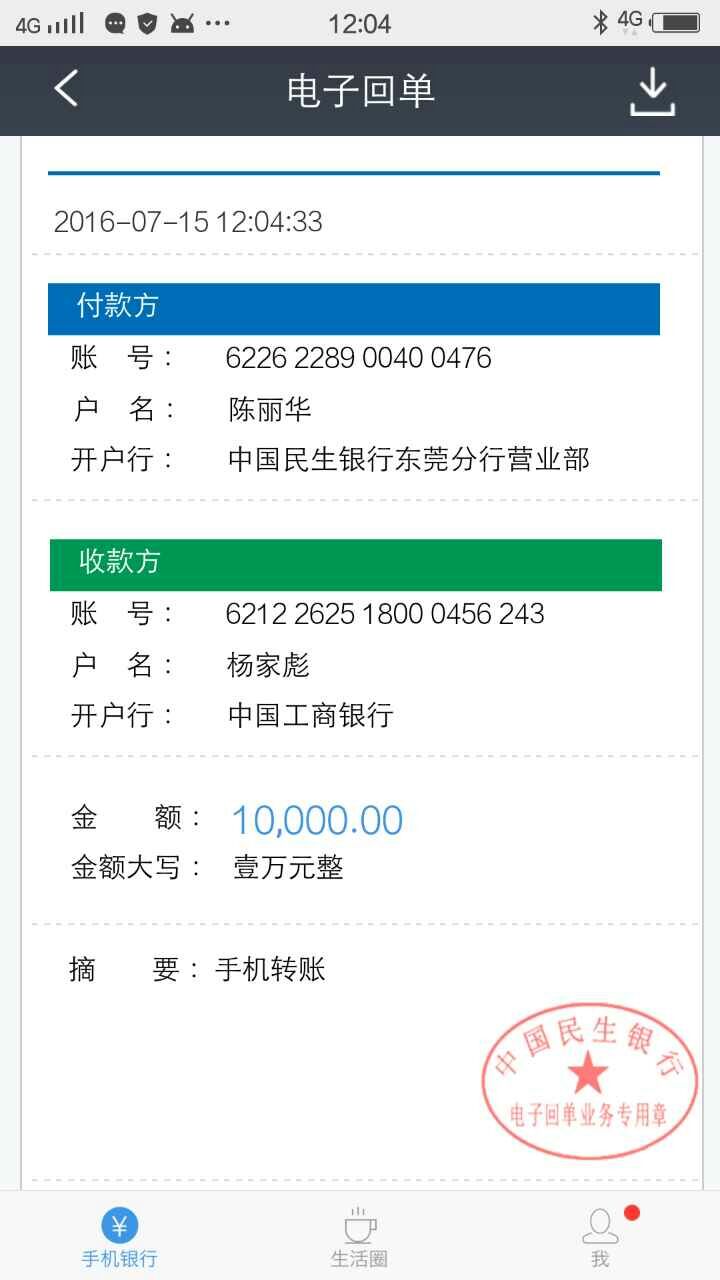 4G 12:04 4G
电子回单
2016-07-15 12:04:33
付款方
账 号： 6226 2289 0040 0476
户 名： 陈丽华
开户行： 中国民生银行东莞分行营业部
收款方
账 号： 6212 2625 1800 0456 243
户 名： 杨家彪
开户行： 中国工商银行
金 额： 10,000.00
金额大写： 壹万元整
摘 要： 手机转账
中国民生银行
电子回单业务专用章
¥
手机银行 生活圈 我